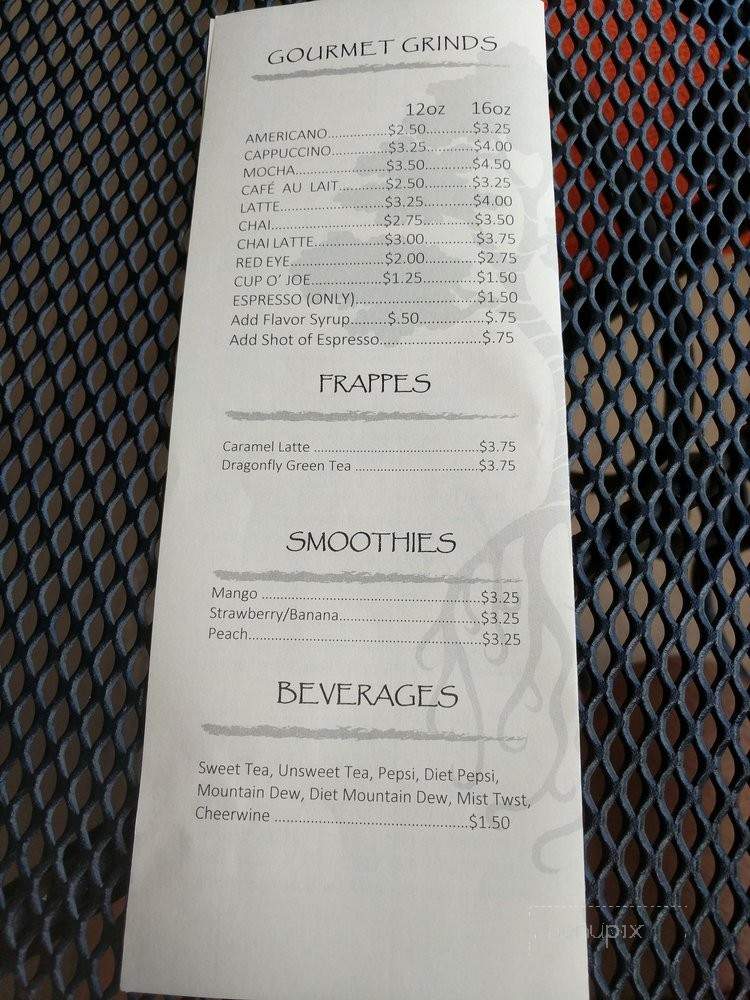 GOURMET GRINDS
12oz 16oz
AMERICANO..............$2.50...........$3.25
CAPPUCCINO.............$3.25...........$4.00
MOCHA.....................$3.50...........$4.50
CAFÉ AU LAIT...........$2.50...........$3.25
LATTE.........................$3.25...........$4.00
CHAI...........................$2.75...........$3.50
CHAI LATTE................$3.00............$3.75
RED EYE......................$2.00............$2.75
CUP O' JOE................$1.25.............$1.50
ESPRESSO (ONLY)............................$1.50
Add Flavor Syrup.........$.50...............$.75
Add Shot of Espresso........................$.75
FRAPPES
Caramel Latte ..........................................$3.75
Dragonfly Green Tea ...............................$3.75
SMOOTHIES
Mango .....................................................$3.25
Strawberry/Banana..................................$3.25
Peach........................................................$3.25
BEVERAGES
Sweet Tea, Unsweet Tea, Pepsi, Diet Pepsi,
Mountain Dew, Diet Mountain Dew, Mist Twst,
Cheerwine .............................................$1.50